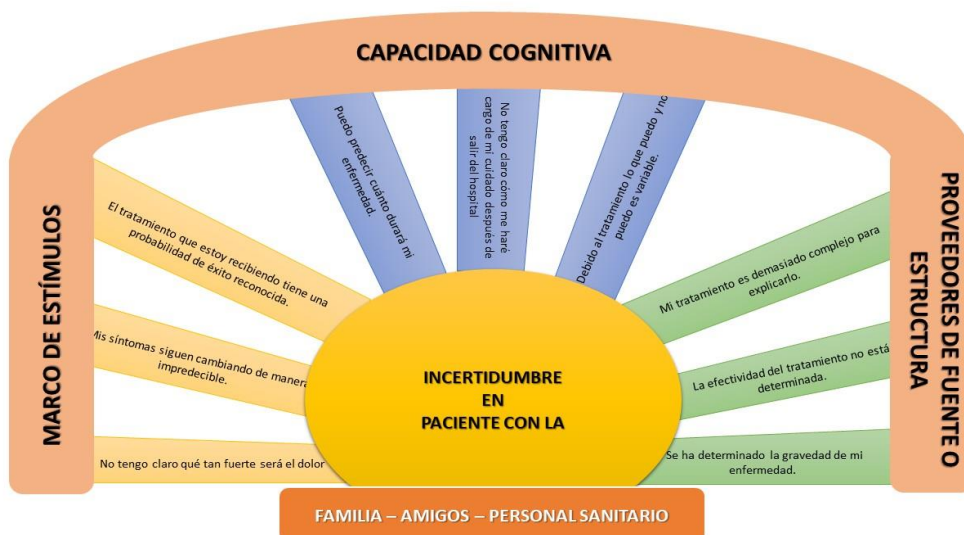 CAPACIDAD COGNITIVA
MARCO DE ESTÍMULOS
PROVEEDORES DE FUENTE O
ESTRUCTURA
El tratamiento que estoy recibiendo tiene una
probabilidad de éxito reconocida.
Mis síntomas siguen cambiando de manera
impredecible.
No tengo claro qué tan fuerte será el dolor
Puedo predecir cuánto durará mi
enfermedad.
No tengo claro cómo me haré
cargo de mi cuidado después de
salir del hospital
Debido al tratamiento lo que puedo y no
puedo es variable.
Mi tratamiento es demasiado complejo para
explicarlo.
La efectividad del tratamiento no está
determinada.
Se ha determinado la gravedad de mi
enfermedad.
INCERTIDUMBRE
EN
PACIENTE CON LA
FAMILIA – AMIGOS – PERSONAL SANITARIO